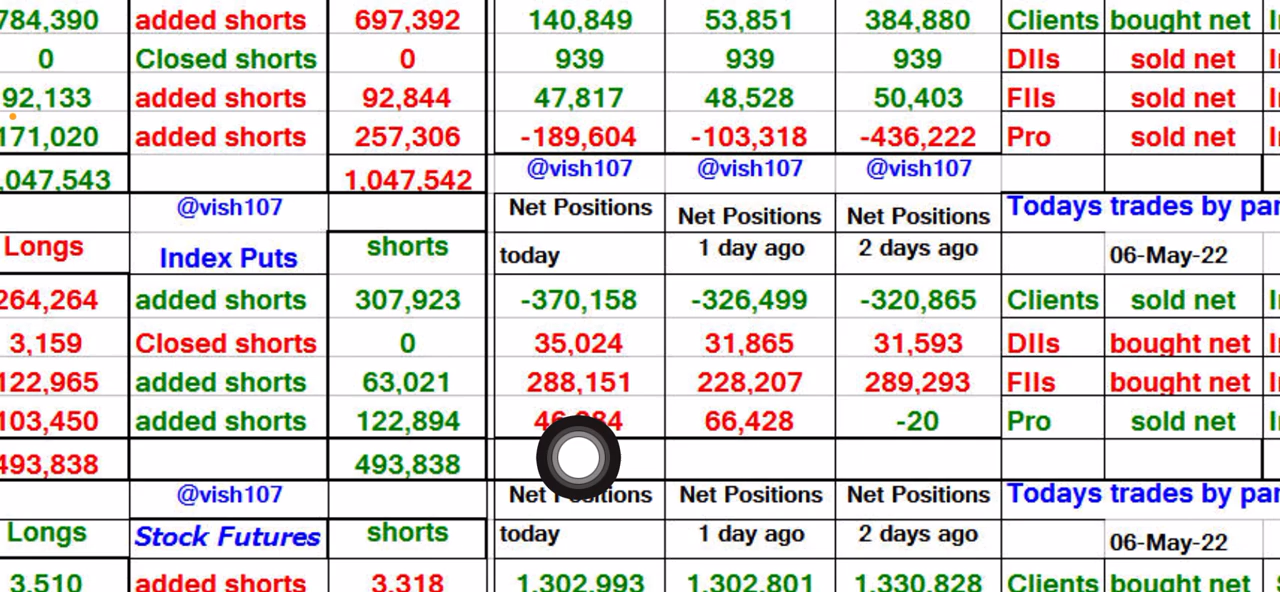 784,390 added shorts 697,392 140,849 53,851 384,880 Clients bought net
0 Closed shorts 0 939 939 939 DIIs sold net
92,133 added shorts 92,844 47,817 48,528 50,403 FIIs sold net
171,020 added shorts 257,306 -189,604 -103,318 -436,222 Pro sold net
,047,543 1,047,542 @vish107 @vish107 @vish107
@vish107 Net Positions Net Positions Net Positions Todays trades by par
Longs Index Puts shorts today 1 day ago 2 days ago 06-May-22
264,264 added shorts 307,923 -370,158 -326,499 -320,865 Clients sold net
3,159 Closed shorts 0 35,024 31,865 31,593 DIIs bought net
122,965 added shorts 63,021 288,151 228,207 289,293 FIIs bought net
103,450 added shorts 122,894 66,428 -20 Pro sold net
493,838 493,838
@vish107 Net Positions Net Positions Net Positions Todays trades by par
Longs Stock Futures shorts today 1 day ago 2 days ago 06-May-22
3,510 added shorts 3,318 1,302,993 1,302,801 1,330,828 Clients bought net